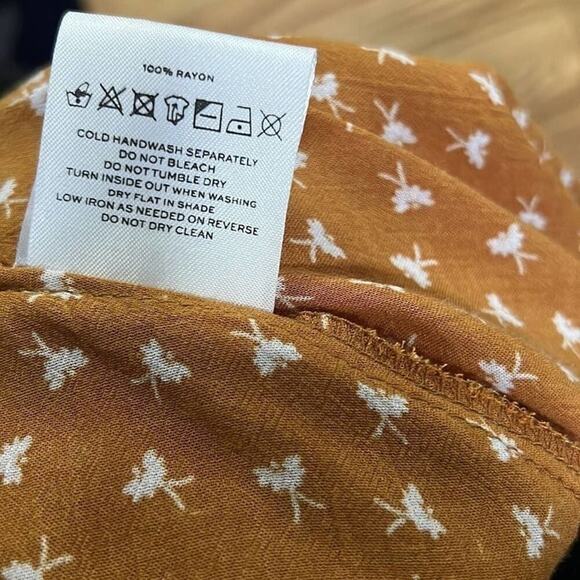 100% RAYON
COLD HANDWASH SEPARATELY
DO NOT BLEACH
DO NOT TUMBLE DRY
TURN INSIDE OUT WHEN WASHING
DRY FLAT IN SHADE
LOW IRON AS NEEDED ON REVERSE
DO NOT DRY CLEAN